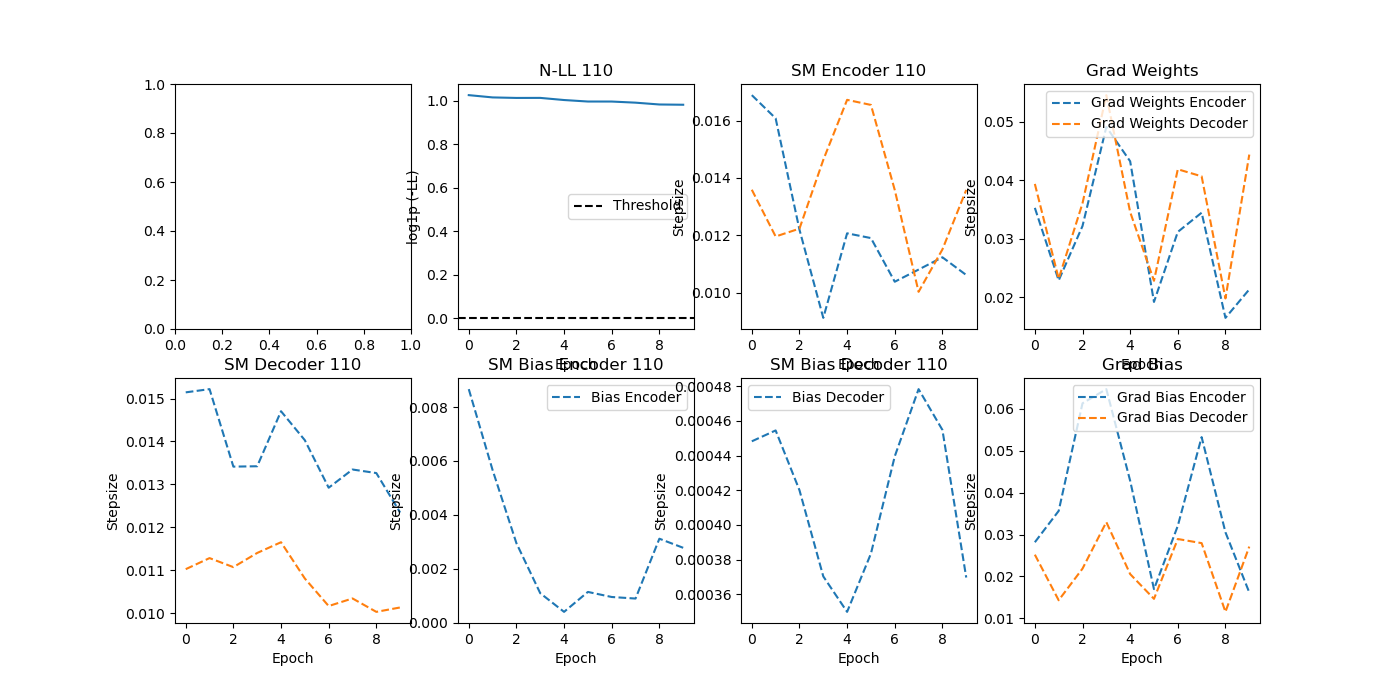 N-LL 110
SM Encoder 110
Grad Weights
1.0
0.8
0.6
0.4
0.2
0.0
0.0 0.2 0.4 0.6 0.8 1.0
log1p (-LL)
1.0
0.8
0.6
0.4
0.2
0.0
Threshold
0 2 4 6 8
Epoch
Stepsize
0.016
0.014
0.012
0.010
0 2 4 6 8
Epoch
Stepsize
0.05
0.04
0.03
0.02
Grad Weights Encoder
Grad Weights Decoder
0 2 4 6 8
Epoch
SM Decoder 110
SM Bias Encoder 110
SM Bias Decoder 110
Grad Bias
Stepsize
0.015
0.014
0.013
0.012
0.011
0.010
0 2 4 6 8
Epoch
Stepsize
0.008
0.006
0.004
0.002
0.000
Bias Encoder
0 2 4 6 8
Epoch
Stepsize
0.00048
0.00046
0.00044
0.00042
0.00040
0.00038
0.00036
Bias Decoder
0 2 4 6 8
Epoch
Stepsize
0.06
0.05
0.04
0.03
0.02
0.01
Grad Bias Encoder
Grad Bias Decoder
0 2 4 6 8
Epoch